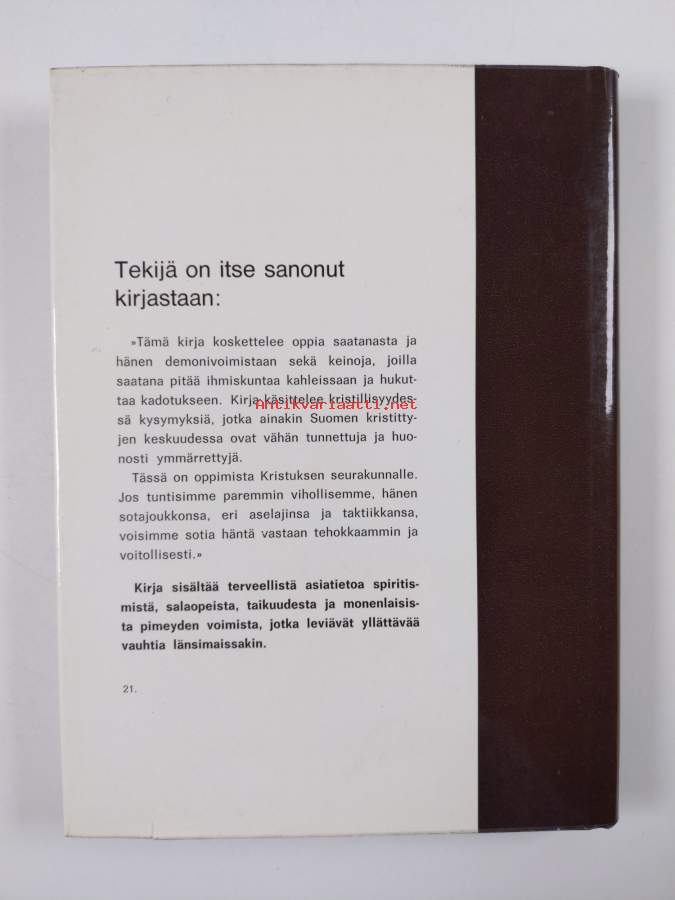 Tekijä on itse sanonut
kirjastaan:
»Tämä kirja koskettelee oppia saatanasta ja
hänen demonivoimistaan sekä keinoja, joilla
saatana pitää ihmiskuntaa kahleissaan ja hukut-
taa kadotukseen. Kirja käsittelee kristillisyydes-
Antikvariaatti.net
sä kysymyksiä, jotka ainakin Suomen kristitty-
jen keskuudessa ovat vähän tunnettuja ja huo-
nosti ymmärrettyjä.
Tässä on oppimista Kristuksen seurakunnalle.
Jos tuntisimme paremmin vihollisemme, hänen
sotajoukkonsa, eri aselajinsa ja taktiikkansa,
voisimme sotia häntä vastaan tehokkaammin ja
voitollisesti.»
Kirja sisältää terveellistä asiatietoa spiritis-
mistä, salaopeista, taikuudesta ja monenlaisis-
ta pimeyden voimista, jotka leviävät yllättävää
vauhtia länsimaissakin.
21.